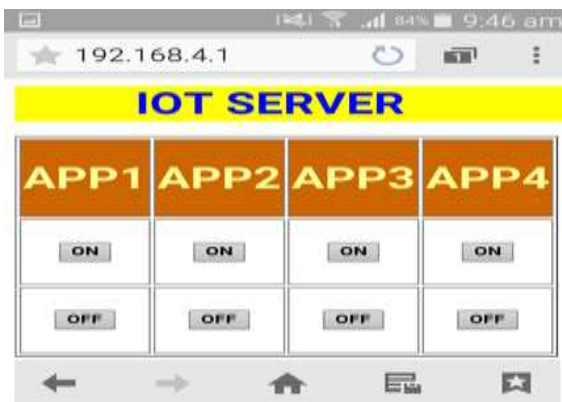 84% 9:46 am
192.168.4.1 1
IOT SERVER
APP1 APP2 APP3 APP4
ON ON ON ON
OFF OFF OFF OFF